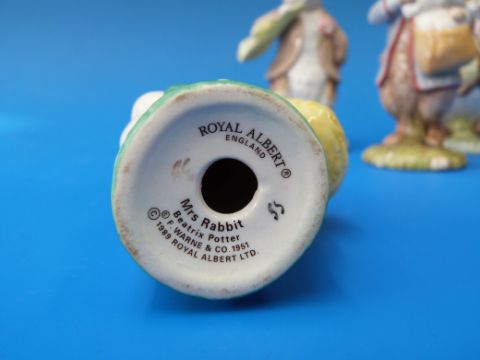 ROYAL ALBERT®
ENGLAND
Mrs Rabbit
Beatrix Potter
© F. WARNE & CO. 1951
® 1989 ROYAL ALBERT LTD.